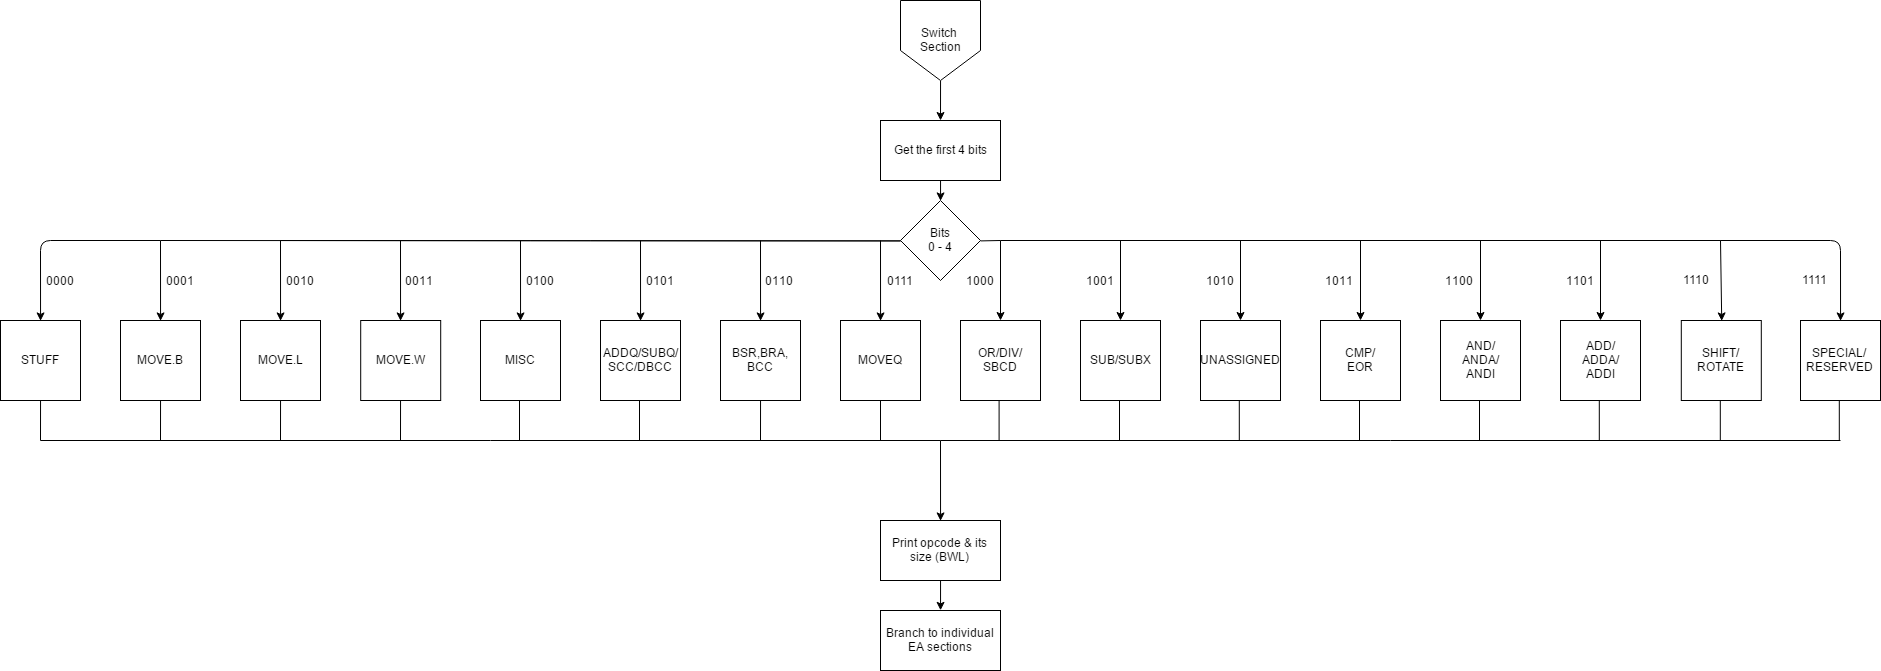 Switch
Section
Get the first 4 bits
Bits
0 - 4
0000
0001
0010
0011
0100
0101
0110
0111
1000
1001
1010
1011
1100
1101
1110
1111
STUFF
MOVE.B
MOVE.L
MOVE.W
MISC
ADDQ/SUBQ/
SCC/DBCC
BSR,BRA,
BCC
MOVEQ
OR/DIV/
SBCD
SUB/SUBX
UNASSIGNED
CMP/
EOR
AND/
ANDA/
ANDI
ADD/
ADDA/
ADDI
SHIFT/
ROTATE
SPECIAL/
RESERVED
Print opcode & its
size (BWL)
Branch to individual
EA sections